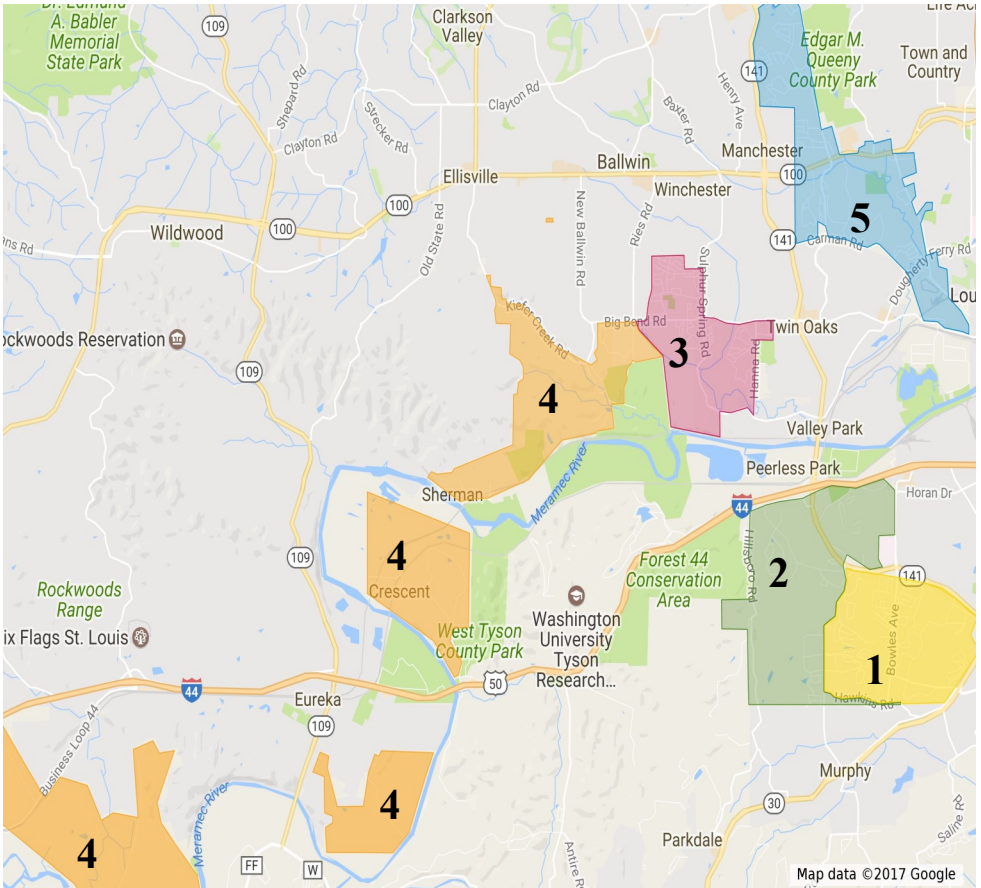 Dr. Edmund
A. Babler
Memorial
State Park
109
Clarkson
Valley
Edgar M.
Queeny
County Park
Town and
Country
141
Shepard Rd
Strecker Rd
Clayton Rd
Clayton Rd
Baxter Rd
Henry Ave
Manchester
100
Ballwin
Ellisville
Winchester
100
100
Wildwood
Old State Rd
New Ballwin Rd
Ries Rd
141
Carman Rd
5
Dougherty Ferry Rd
Sulphur Spring Rd
Kiefer Creek Rd
Big Bend Rd
Twin Oaks
ockwoods Reservation
109
3
Hanna Rd
4
Valley Park
Peerless Park
Meramec River
Sherman
44
Horan Dr
109
4
Crescent
Forest 44
Conservation
Area
Hillsboro Rd
2
141
Rockwoods
Range
ix Flags St. Louis
West Tyson
County Park
Washington
University
Tyson
Research...
Bowles Ave
1
44
50
Hawkins Rd
Eureka
109
Business Loop 44
Murphy
4
Meramec River
30
Saline Rd
Parkdale
4
FF
W
Antire R
Map data ©2017 Google